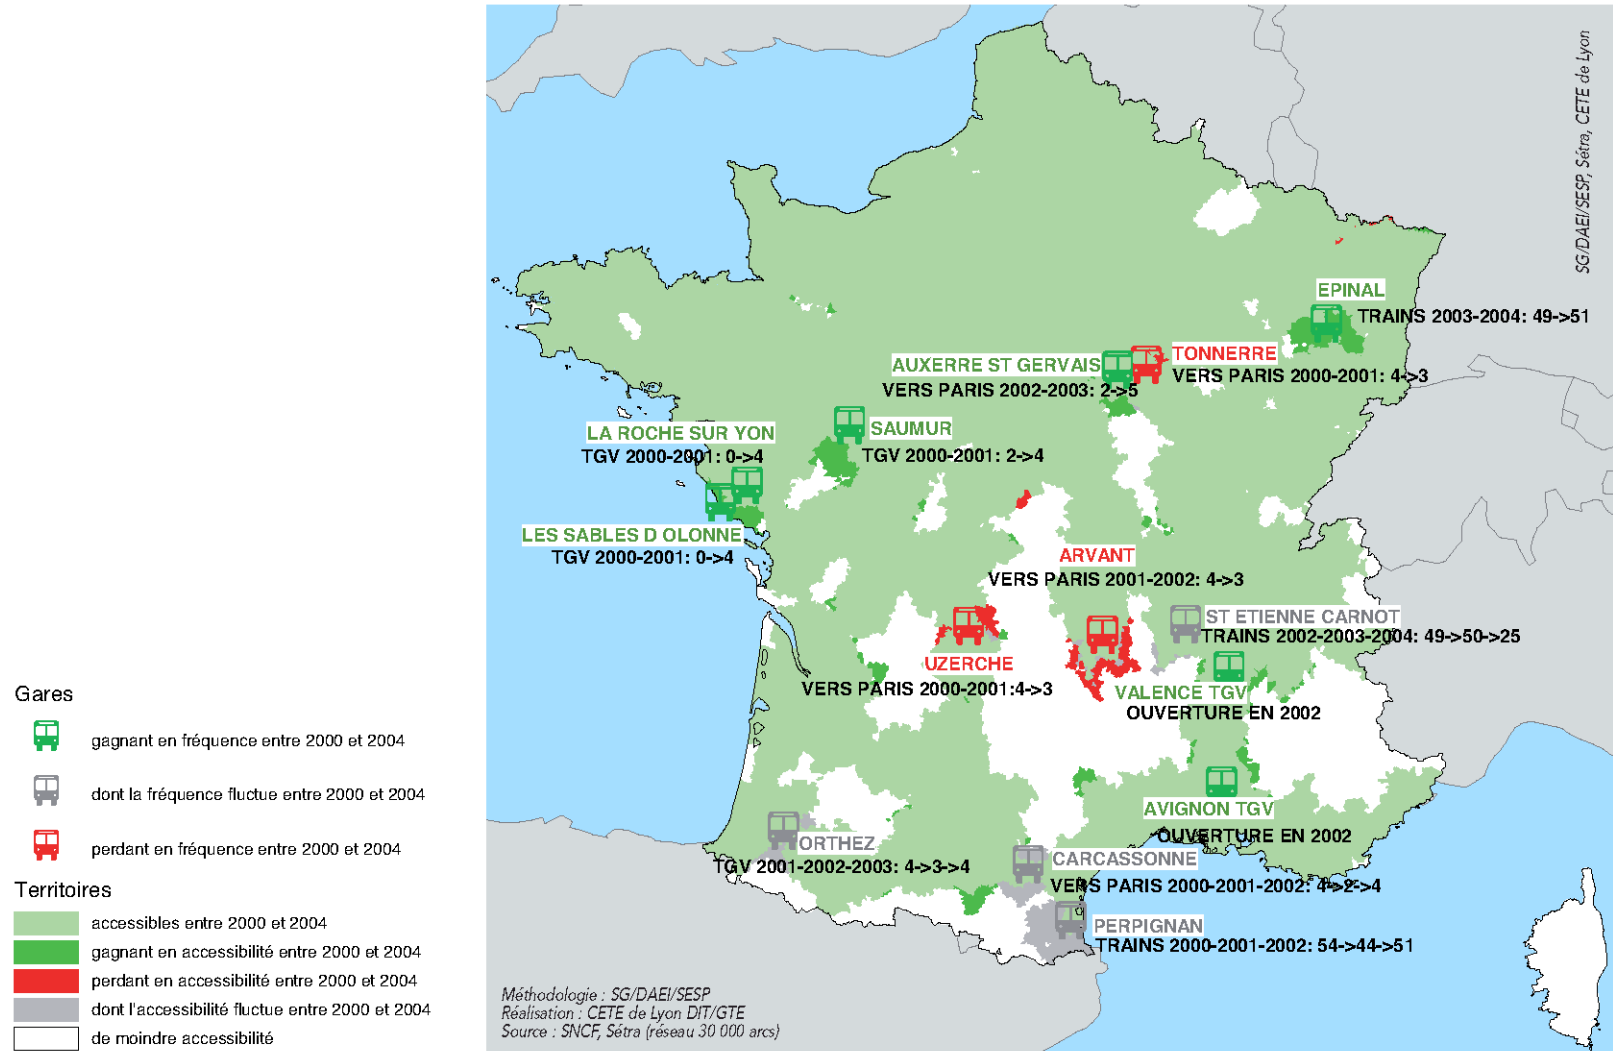 SG/DAEI/SESP, Sétra, CETE de Lyon
EPINAL
TRAINS 2003-2004: 49->51
AUXERRE ST GERVAIS
VERS PARIS 2002-2003: 2->5
TONNERRE
VERS PARIS 2000-2001: 4->3
LA ROCHE SUR YON
TGV 2000-2001: 0->4
SAUMUR
TGV 2000-2001: 2->4
LES SABLES D OLONNE
TGV 2000-2001: 0->4
ARVANT
VERS PARIS 2001-2002: 4->3
ST ETIENNE CARNOT
TRAINS 2002-2003-2004: 49->50->25
UZERCHE
VERS PARIS 2000-2001:4->3
VALENCE TGV
OUVERTURE EN 2002
AVIGNON TGV
OUVERTURE EN 2002
ORTHEZ
TGV 2001-2002-2003: 4->3->4
CARCASSONNE
VERS PARIS 2000-2001-2002: 4->2->4
PERPIGNAN
TRAINS 2000-2001-2002: 54->44->51
Gares
gagnant en fréquence entre 2000 et 2004
dont la fréquence fluctue entre 2000 et 2004
perdant en fréquence entre 2000 et 2004
Territoires
accessibles entre 2000 et 2004
gagnant en accessibilité entre 2000 et 2004
perdant en accessibilité entre 2000 et 2004
dont l'accessibilité fluctue entre 2000 et 2004
de moindre accessibilité
Méthodologie : SG/DAEI/SESP
Réalisation : CETE de Lyon DIT/GTE
Source : SNCF, Sétra (réseau 30 000 arcs)